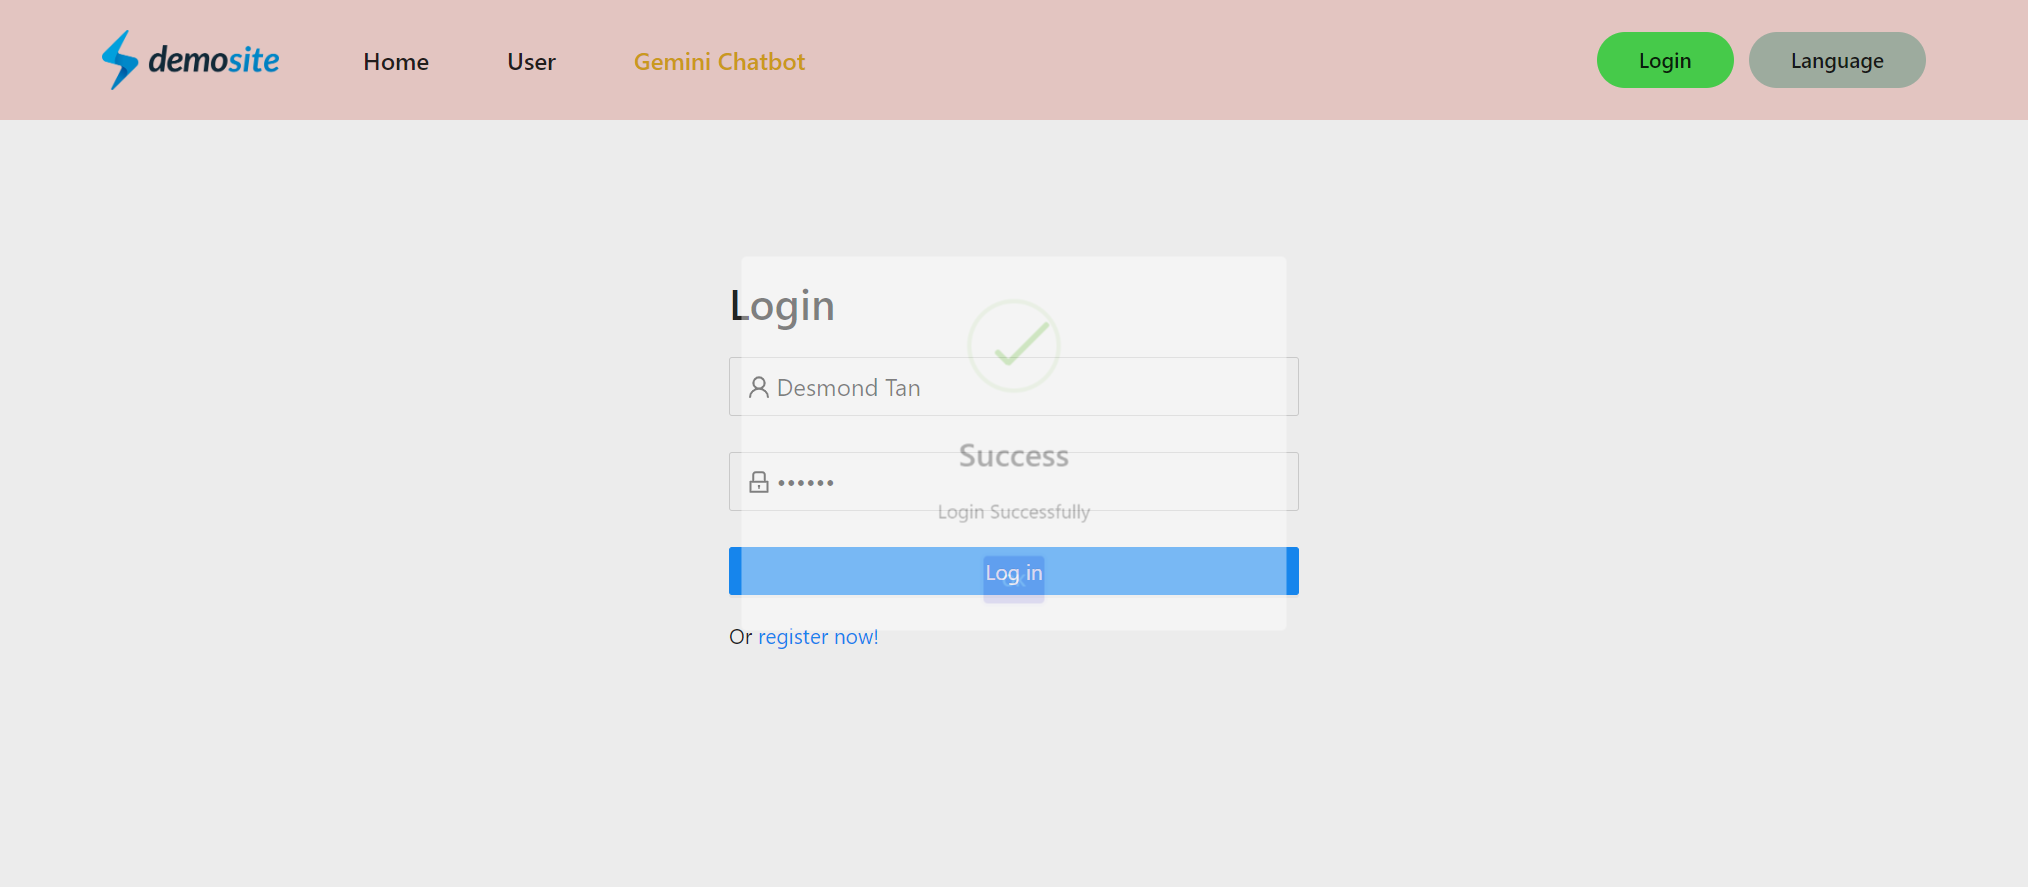 demosite
Home
User
Gemini Chatbot
Login
Language
Login
Desmond Tan
Success
••••••
Login Successfully
Log in
Or register now!